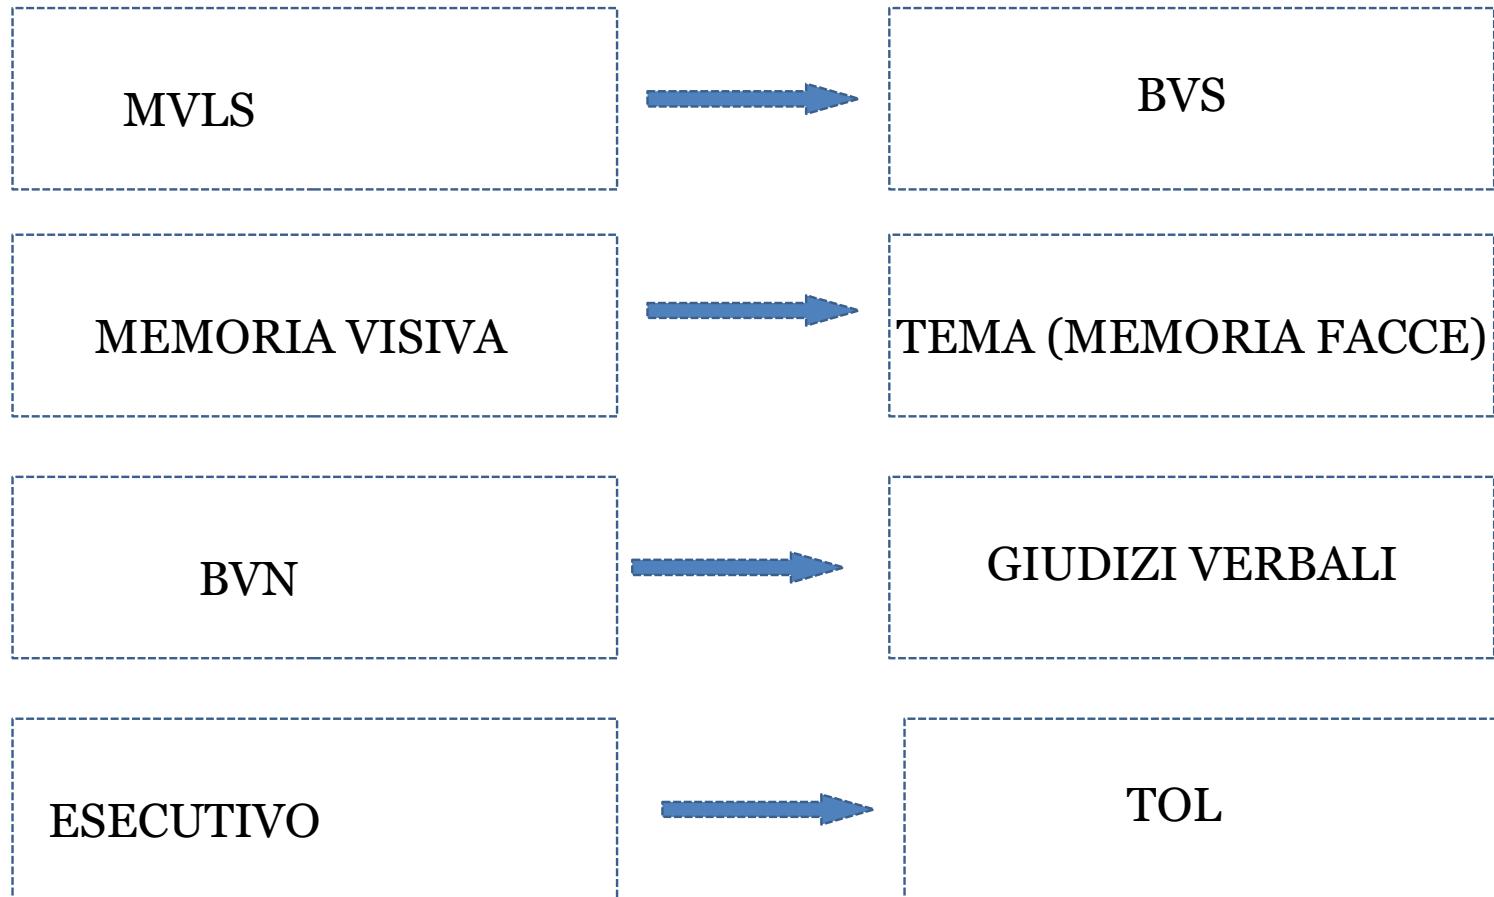 MVLS
BVS
MEMORIA VISIVA
TEMA (MEMORIA FACCE)
BVN
GIUDIZI VERBALI
ESECUTIVO
TOL